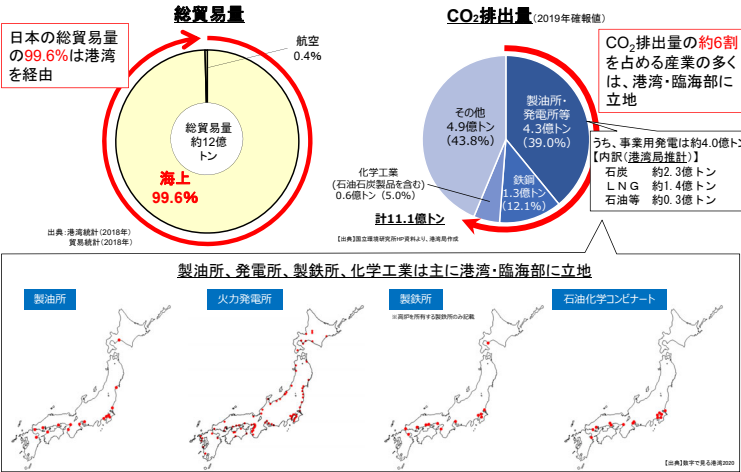 総貿易量
日本の総貿易量
の99.6%は港湾
を経由
航空
0.4%
総貿易量
約12億
トン
海上
99.6%
出典:港湾統計(2018年)
貿易統計(2018年)
CO₂排出量(2019年確報値)
CO₂排出量の約6割
を占める産業の多く
は、港湾・臨海部に
立地
製油所・
発電所等
4.3億トン
(39.0%)
その他
4.9億トン
(43.8%)
化学工業
(石油石炭製品を含む)
0.6億トン (5.0%)
鉄鋼
1.3億トン
(12.1%)
計11.1億トン
うち、事業用発電は約4.0億トン
【内訳(港湾局推計)】
石炭 約2.3億トン
LNG 約1.4億トン
石油等 約0.3億トン
【出典】国立環境研究所HP資料より、港湾局作成
製油所、発電所、製鉄所、化学工業は主に港湾・臨海部に立地
製油所
火力発電所
製鉄所
※高炉を所有する製鉄所のみ記載
石油化学コンビナート
【出典】数字で見る港湾2020